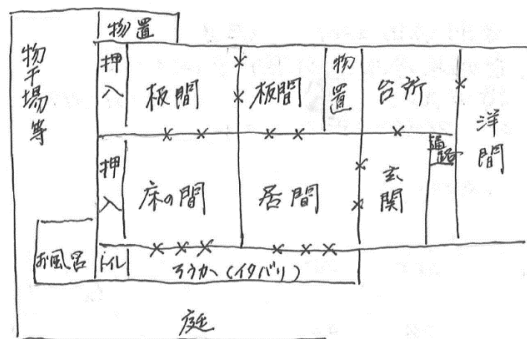 物置
物干場等
押入
板間
板間
物置
台所
洋間
押入
床の間
居間
玄関
通路
お風呂
トイレ
ろうか(イタバリ)
庭